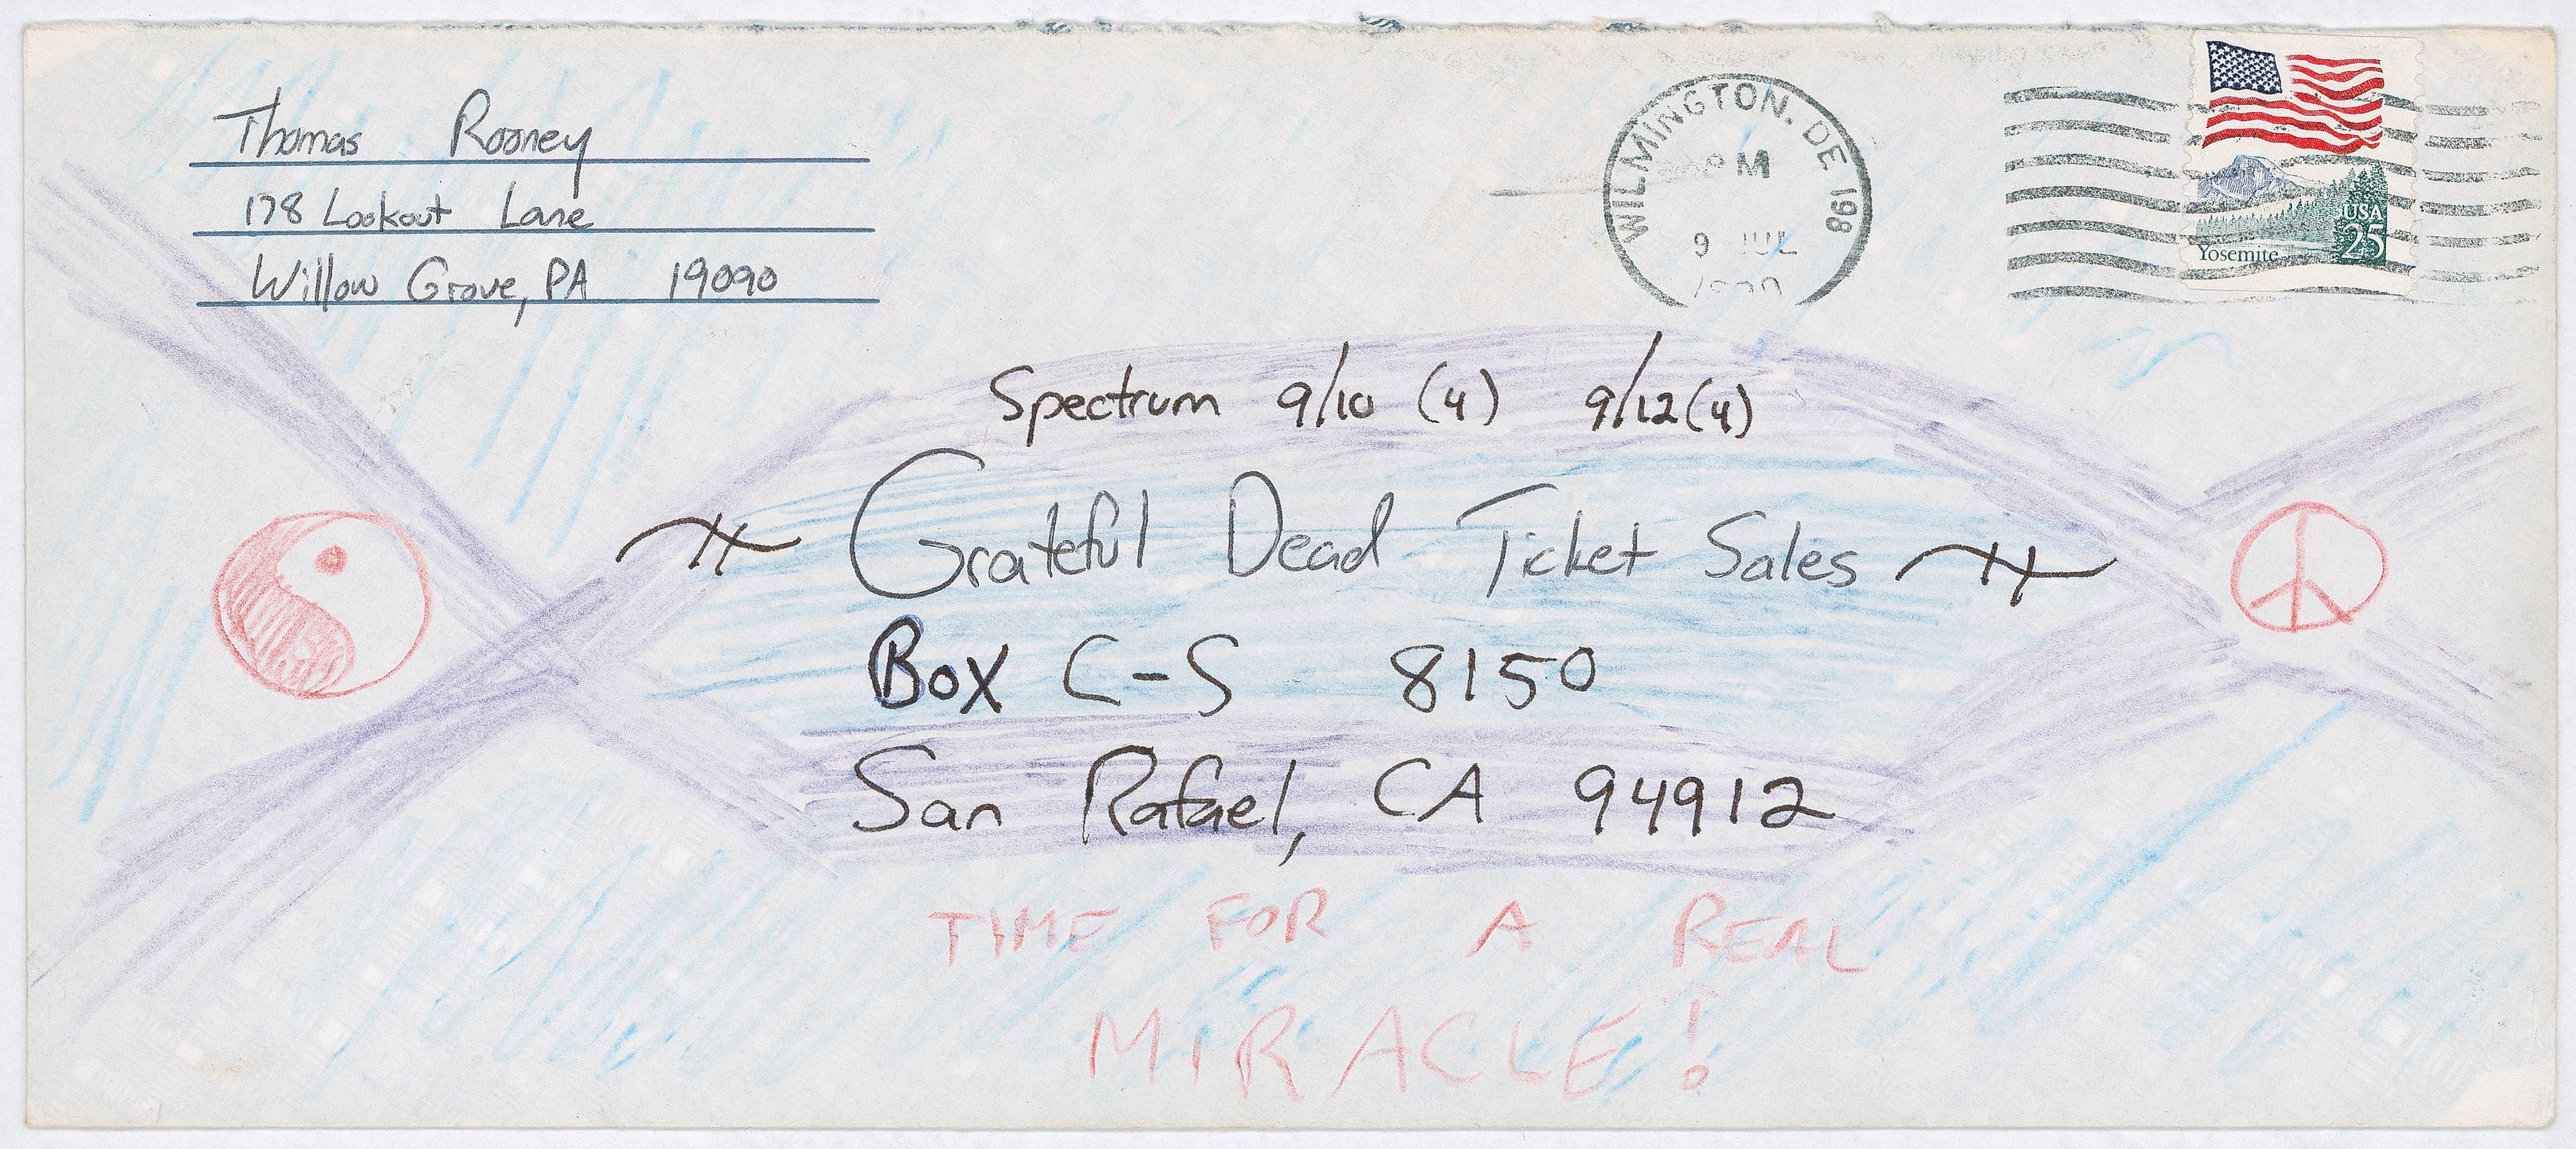 Thomas Rooney
178 Lookout Lane
Willow Grove, PA 19090
WILMINGTON. DE 198
PM
9 JUL
1990
USA
25
Yosemite
Spectrum 9/10 (4) 9/12 (4)
Grateful Dead Ticket Sales
Box C-S 8150
San Rafael, CA 94912
TIME FOR A REAL
MIRACLE!